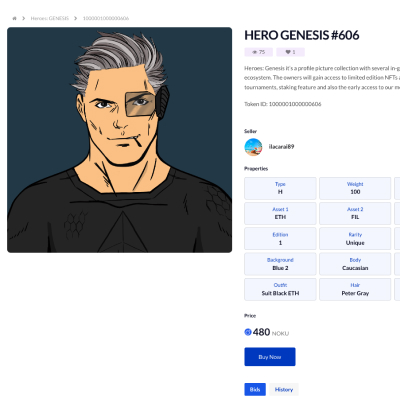 Heroes: GENESIS
1000001000000606
HERO GENESIS #606
75
1
Heroes: Genesis it's a profile picture collection with several in-g
ecosystem. The owners will gain access to limited edition NFTs a
tournaments, staking feature and also the early access to our m
Token ID: 1000001000000606
Seller
ilacarai89
Properties
Type
H
Weight
100
Asset 1
ETH
Asset 2
FIL
Edition
1
Rarity
Unique
Background
Blue 2
Body
Caucasian
Outfit
Suit Black ETH
Hair
Peter Gray
Price
480 NOKU
Buy Now
Bids
History